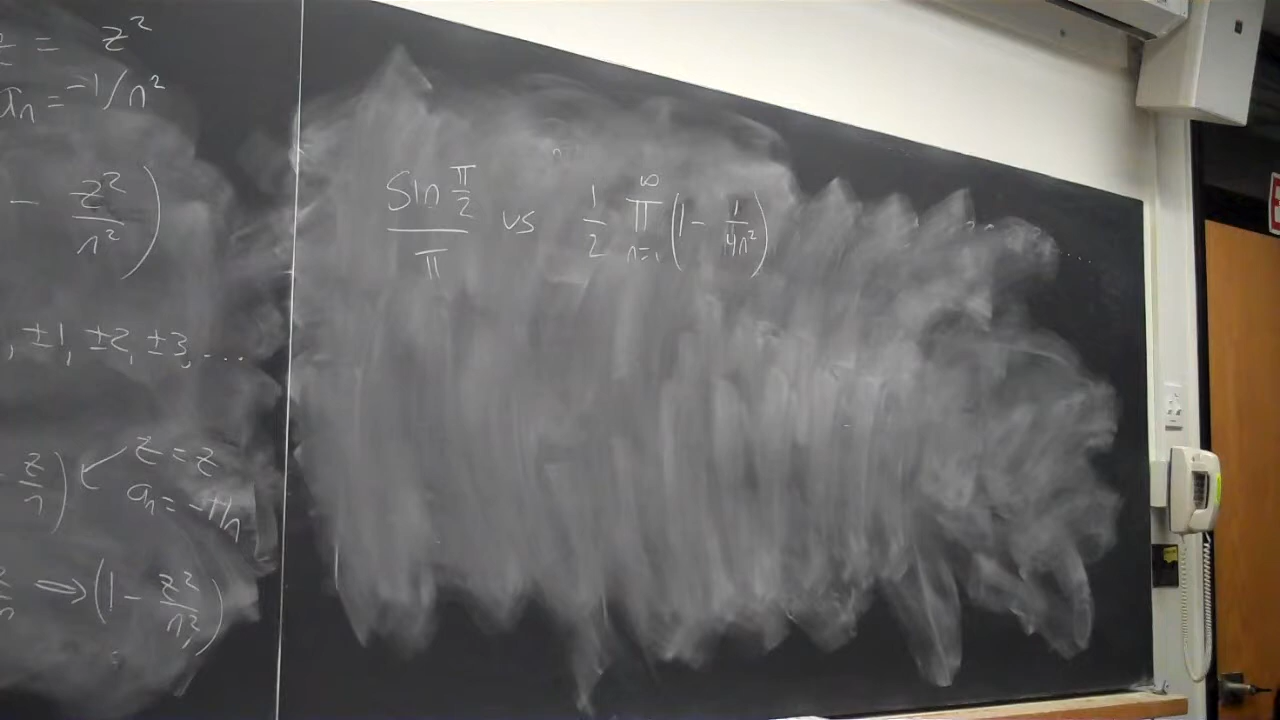 = z²
aₙ = -1/n²
- z²/n² )
, ±1, ±2, ±3, ...
z/n ) ↙ z = z
aₙ = -1/n
⇒ (1 - z²/n²)
Sin π/2 / π vs 1/2 ∏_{n=1}^{∞} (1 - 1/4n²)